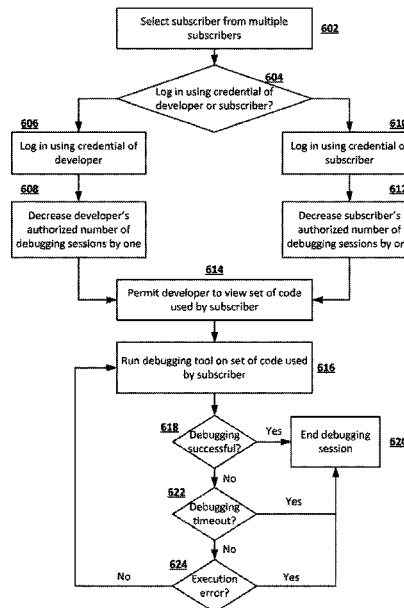 Select subscriber from multiple
subscribers
602
604
Log in using credential of developer
or subscriber?
606
Log in using credential of
developer
Log in using credential of
subscriber
608
Decrease developer's
authorized number of
debugging sessions by one
Decrease subscriber's
authorized number of
debugging sessions by
614
Permit developer to view set of code
used by subscriber
Run debugging tool on set of code used
by subscriber
616
618
Debugging
successful?
Yes
End debugging
session
No
622
Debugging
timeout?
Yes
No
624
Execution
error?
No
Yes